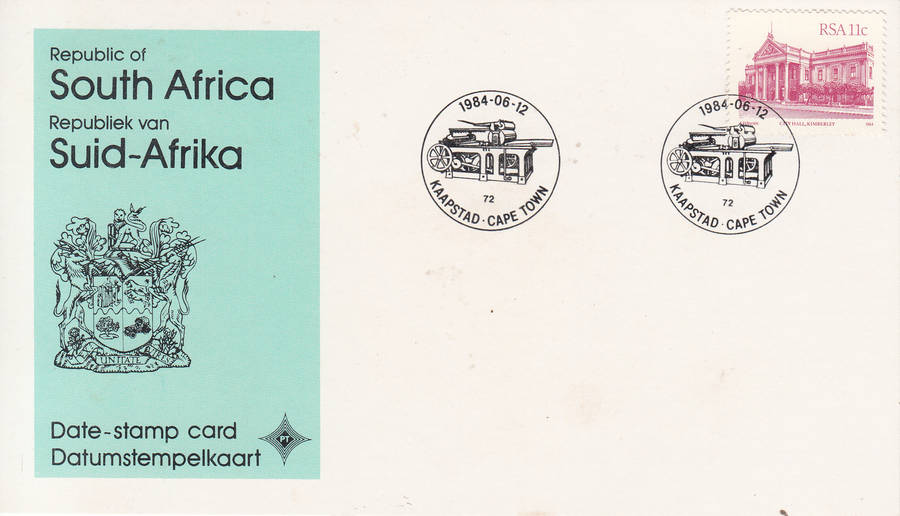 Republic of
South Africa
Republiek van
Suid-Afrika
UNITATE
Date-stamp card
Datumstempelkaart
PT
1984-06-12
72
KAAPSTAD · CAPE TOWN
1984-06-12
72
KAAPSTAD · CAPE TOWN
RSA 11c
CITY HALL, KIMBERLEY
1984